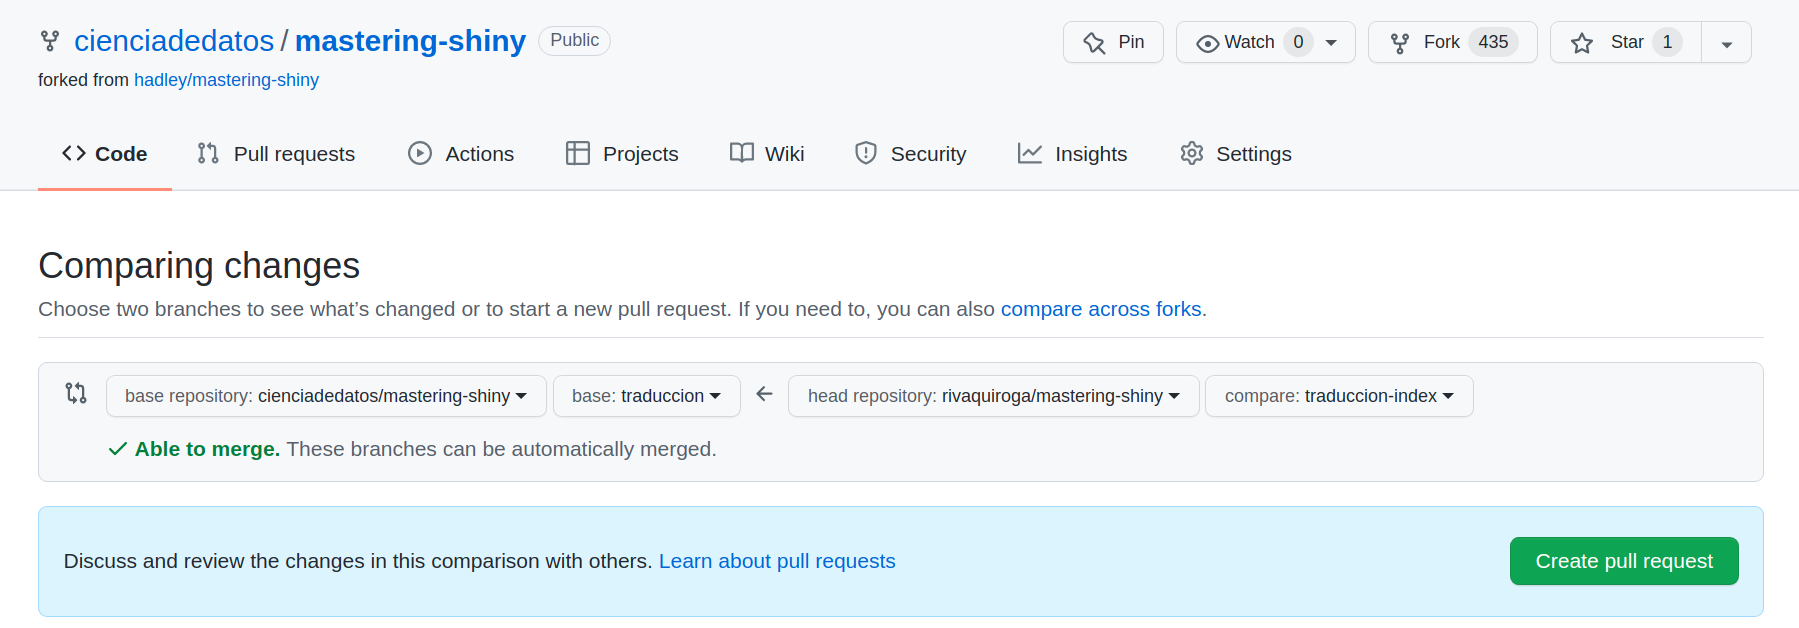 cienciadedatos / mastering-shiny Public Pin Watch 0 Fork 435 Star 1
forked from hadley/mastering-shiny
Code Pull requests Actions Projects Wiki Security Insights Settings
Comparing changes
Choose two branches to see what’s changed or to start a new pull request. If you need to, you can also compare across forks.
base repository: cienciadedatos/mastering-shiny base: traduccion head repository: rivaquiroga/mastering-shiny compare: traduccion-index
Able to merge. These branches can be automatically merged.
Discuss and review the changes in this comparison with others. Learn about pull requests Create pull request